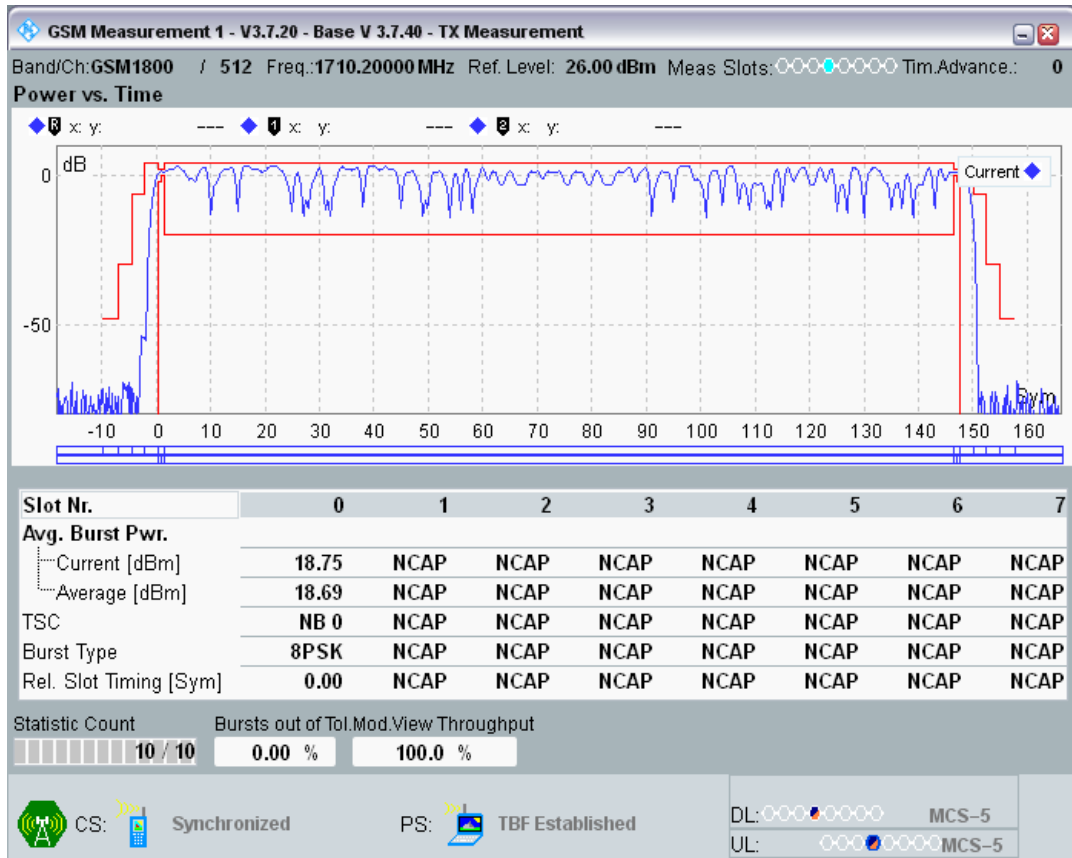 GSM Measurement 1 - V3.7.20 - Base V 3.7.40 - TX Measurement
Band/Ch:GSM1800 / 512 Freq.:1710.20000 MHz Ref. Level: 26.00 dBm Meas Slots: Tim.Advance.: 0
Power vs. Time
R x: y: --- 1 x: y: --- 2 x: y: ---
dB
Current
0
-50
Sym
-10 0 10 20 30 40 50 60 70 80 90 100 110 120 130 140 150 160
Slot Nr. 0 1 2 3 4 5 6 7
Avg. Burst Pwr.
Current [dBm] 18.75 NCAP NCAP NCAP NCAP NCAP NCAP NCAP
Average [dBm] 18.69 NCAP NCAP NCAP NCAP NCAP NCAP NCAP
TSC NB 0 NCAP NCAP NCAP NCAP NCAP NCAP NCAP
Burst Type 8PSK NCAP NCAP NCAP NCAP NCAP NCAP NCAP
Rel. Slot Timing [Sym] 0.00 NCAP NCAP NCAP NCAP NCAP NCAP NCAP
Statistic Count Bursts out of Tol.Mod.View Throughput
10 / 10 0.00 % 100.0 %
CS: Synchronized PS: TBF Established
DL: MCS-5
UL: MCS-5